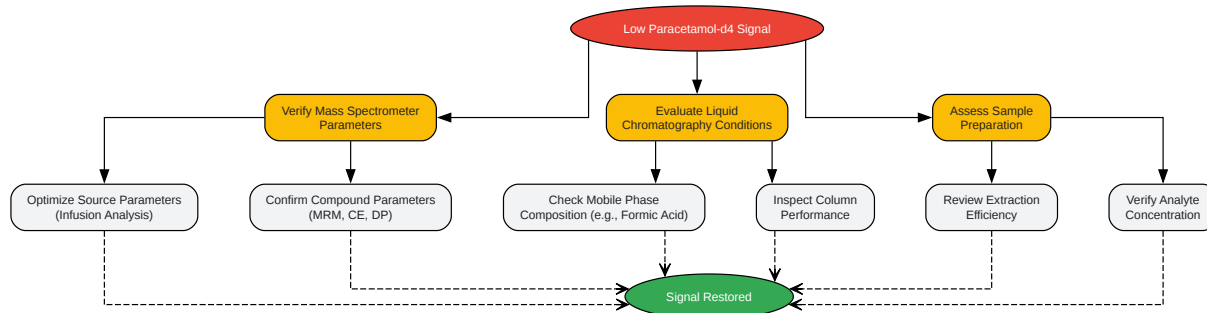 Low Paracetamol-d4 Signal
Verify Mass Spectrometer
Parameters
Evaluate Liquid
Chromatography Conditions
Assess Sample
Preparation
Optimize Source Parameters
(Infusion Analysis)
Confirm Compound Parameters
(MRM, CE, DP)
Check Mobile Phase
Composition (e.g., Formic Acid)
Inspect Column
Performance
Review Extraction
Efficiency
Verify Analyte
Concentration
Signal Restored